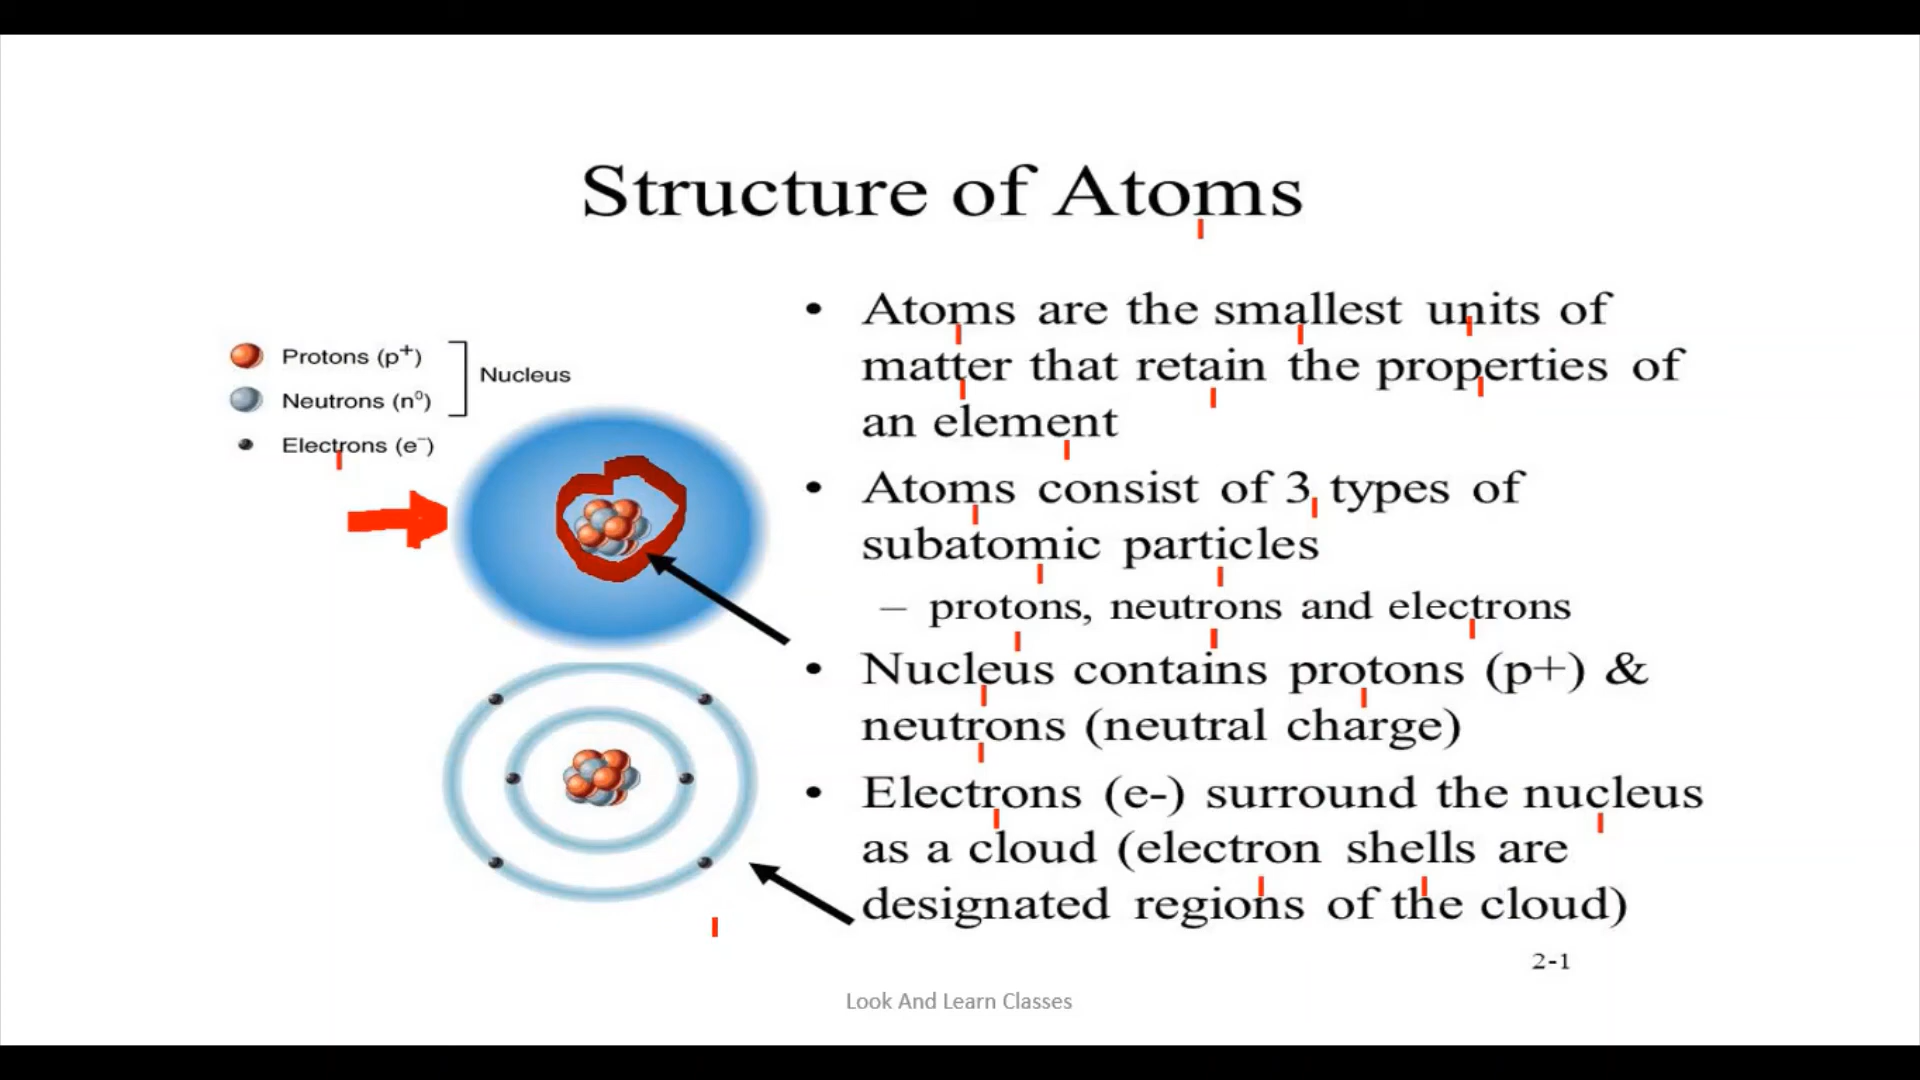 Structure of Atoms
Protons (p+)
Neutrons (n0)
Nucleus
Electrons (e−)
• Atoms are the smallest units of
matter that retain the properties of
an element
• Atoms consist of 3 types of
subatomic particles
– protons, neutrons and electrons
• Nucleus contains protons (p+) &
neutrons (neutral charge)
• Electrons (e-) surround the nucleus
as a cloud (electron shells are
designated regions of the cloud)
2-1
Look And Learn Classes